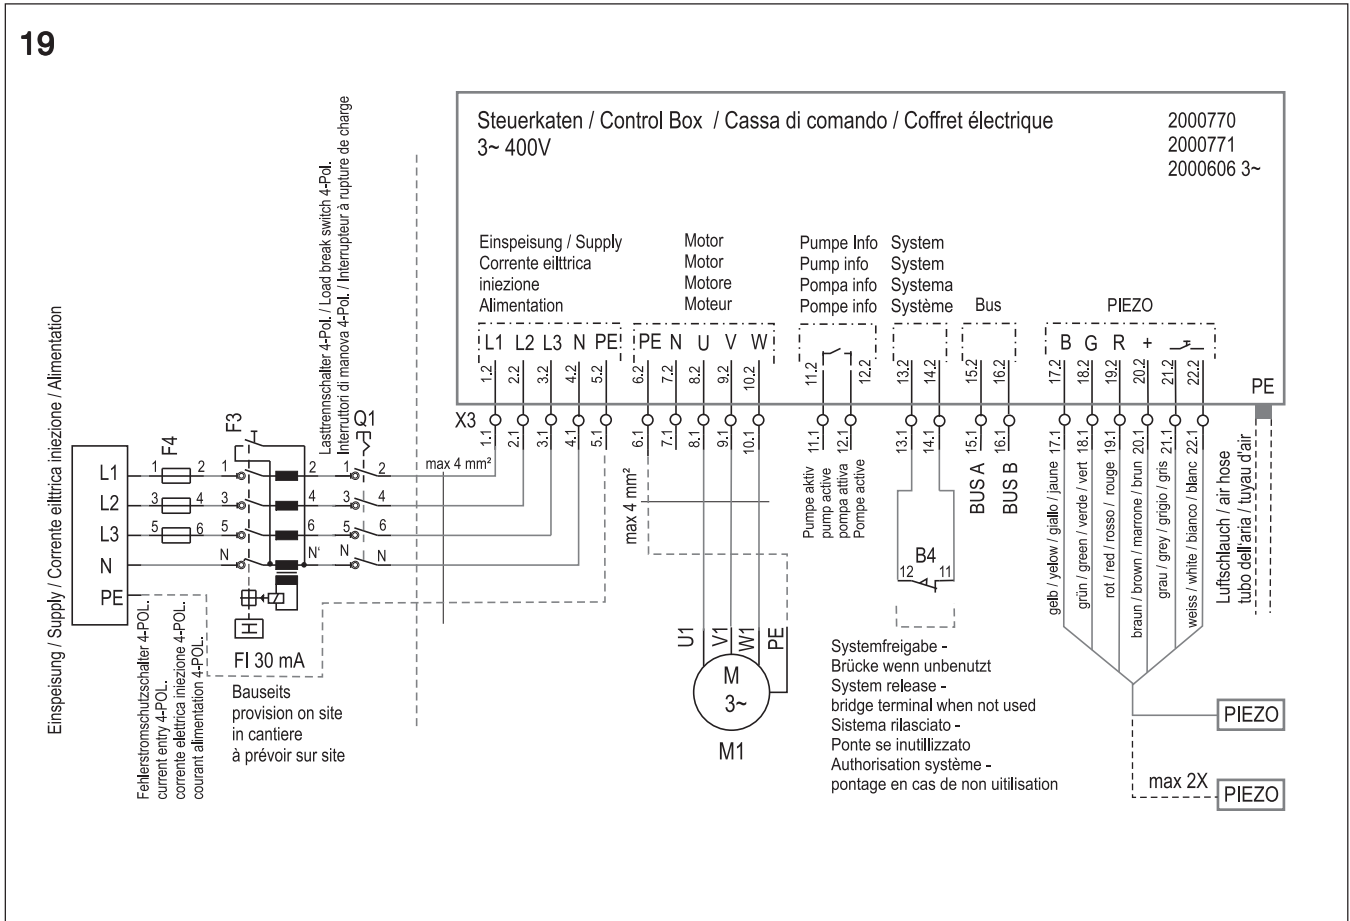 19
Steuerkaten / Control Box / Cassa di comando / Coffret électrique
3~ 400V
2000770
2000771
2000606 3~
Einspeisung / Supply
Corrente eilttrica
iniezione
Alimentation
Motor
Motor
Motore
Moteur
Pumpe Info
Pump info
Pompa info
Pompe info
System
System
Systema
Système
Bus
PIEZO
L1 L2 L3 N PE
PE N U V W
B G R +
1.2 2.2 3.2 4.2 5.2
6.2 7.2 8.2 9.2 10.2
11.2 12.2
13.2 14.2
15.2 16.2
17.2 18.2 19.2 20.2 21.2 22.2
PE
X3
1.1 2.1 3.1 4.1 5.1
6.1 7.1 8.1 9.1 10.1
11.1 12.1
13.1 14.1
15.1 16.1
17.1 18.1 19.1 20.1 21.1 22.1
Einspeisung / Supply / Corrente eilttrica iniezione / Alimentation
L1
L2
L3
N
PE
F4
1 2
3 4
5 6
F3
1 2
3 4
5 6
N N'
H
FI 30 mA
Lasttrennschalter 4-Pol. / Load break switch 4-Pol.
Interruttori di manova 4-Pol. / Interrupteur à rupture de charge
Q1
1 2
3 4
5 6
N N
max 4 mm²
Fehlerstromschutzschalter 4-POL.
current entry 4-POL.
corrente elettrica iniezione 4-POL.
courant alimentation 4-POL.
Bauseits
provision on site
in cantiere
à prévoir sur site
max 4 mm²
U1
V1
W1
PE
M
3~
M1
Pumpe aktiv
pump active
pompa attiva
Pompe active
B4
12 11
Systemfreigabe -
Brücke wenn unbenutzt
System release -
bridge terminal when not used
Sistema rilasciato -
Ponte se inutillizzato
Authorisation système -
pontage en cas de non uitilisation
BUS A
BUS B
gelb / yelow / giallo / jaune
grün / green / verde / vert
rot / red / rosso / rouge
braun / brown / marrone / brun
grau / grey / grigio / gris
weiss / white / bianco / blanc
Luftschlauch / air hose
tubo dell'aria / tuyau d'air
PIEZO
max 2X
PIEZO